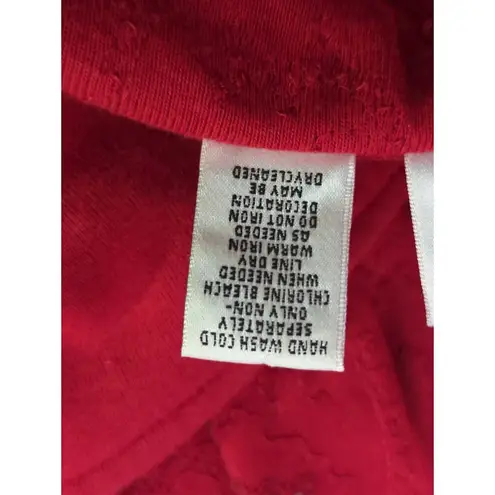 HAND WASH COLD
SEPARATELY
ONLY NON-
CHLORINE BLEACH
WHEN NEEDED
LINE DRY
WARM IRON
AS NEEDED
DO NOT IRON
DECORATION
MAY BE
DRYCLEANED